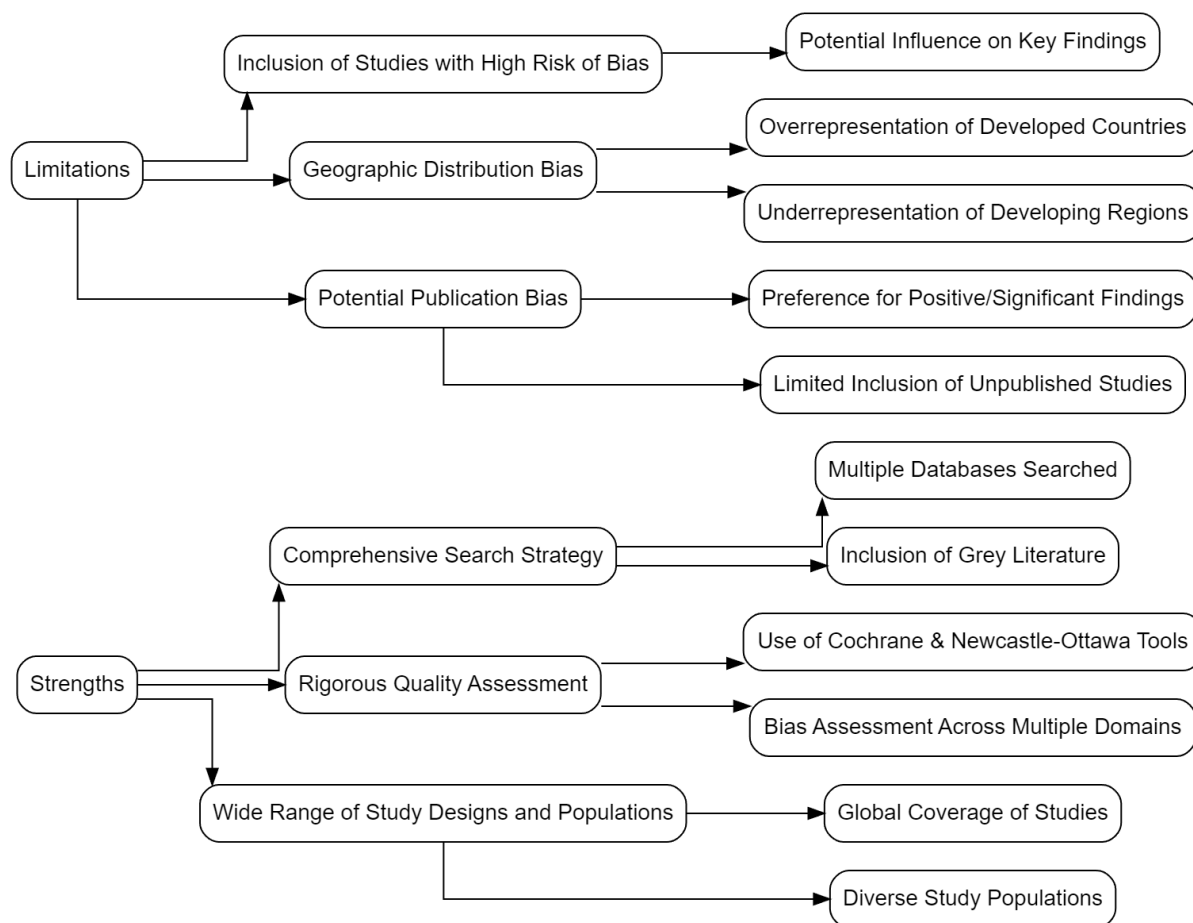 Potential Influence on Key Findings
Inclusion of Studies with High Risk of Bias
Overrepresentation of Developed Countries
Limitations
Geographic Distribution Bias
Underrepresentation of Developing Regions
Potential Publication Bias
Preference for Positive/Significant Findings
Limited Inclusion of Unpublished Studies
Multiple Databases Searched
Comprehensive Search Strategy
Inclusion of Grey Literature
Use of Cochrane & Newcastle-Ottawa Tools
Strengths
Rigorous Quality Assessment
Bias Assessment Across Multiple Domains
Wide Range of Study Designs and Populations
Global Coverage of Studies
Diverse Study Populations